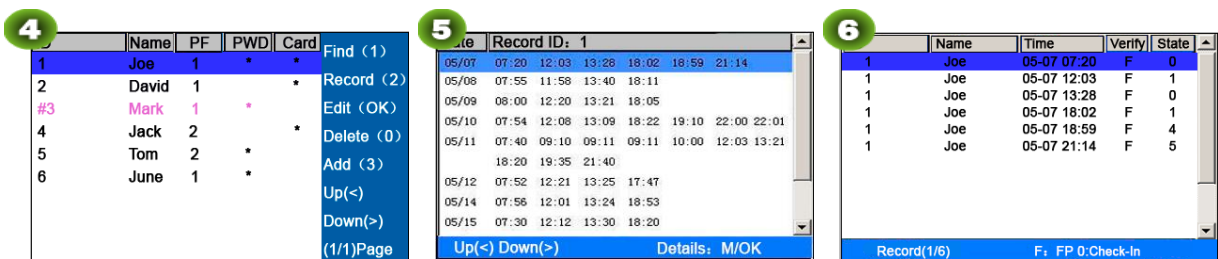 4
Name PF PWD Card
1 Joe 1 * *
2 David 1 *
#3 Mark 1 *
4 Jack 2 *
5 Tom 2 *
6 June 1 *
Find（1）
Record（2）
Edit（OK）
Delete（0）
Add（3）
Up(<)
Down(>)
(1/1)Page
5
Record ID：1
05/07 07:20 12:03 13:28 18:02 18:59 21:14
05/08 07:55 11:58 13:40 18:11
05/09 08:00 12:20 13:21 18:05
05/10 07:54 12:08 13:09 18:22 19:10 22:00 22:01
05/11 07:40 09:10 09:11 09:11 10:00 12:03 13:21
18:20 19:35 21:40
05/12 07:52 12:21 13:25 17:47
05/14 07:56 12:01 13:24 18:53
05/15 07:30 12:12 13:30 18:20
Up(<) Down(>) Details：M/OK
6
Name Time Verify State
1 Joe 05-07 07:20 F 0
1 Joe 05-07 12:03 F 1
1 Joe 05-07 13:28 F 0
1 Joe 05-07 18:02 F 1
1 Joe 05-07 18:59 F 4
1 Joe 05-07 21:14 F 5
Record(1/6) F：FP 0:Check-In